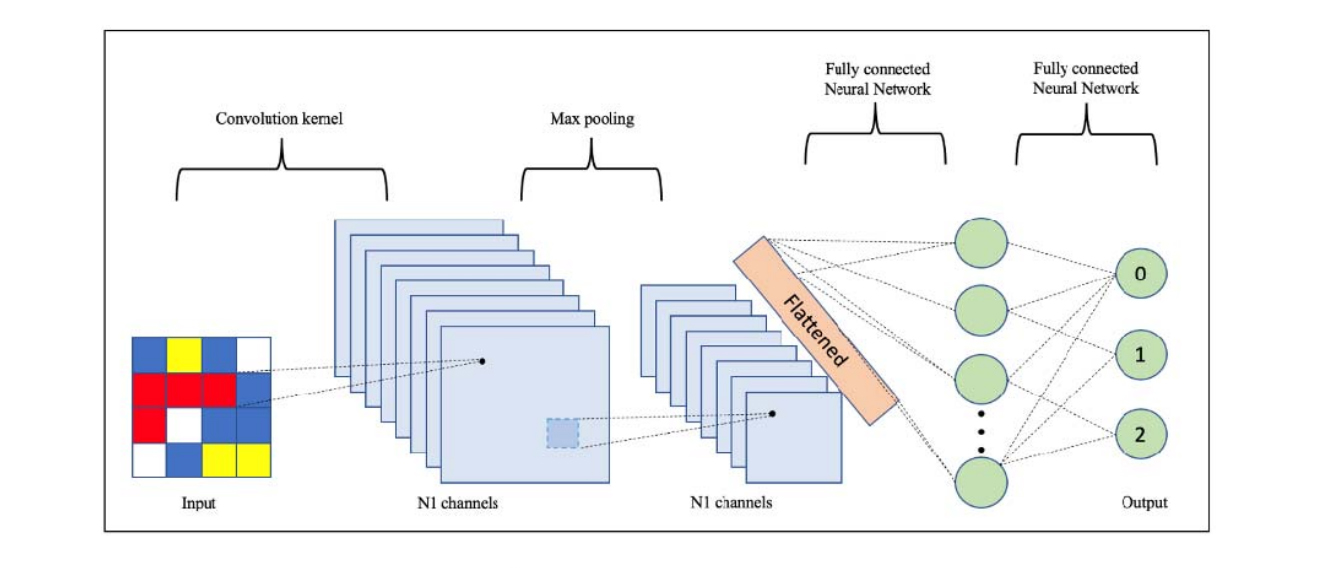 Fully connected
Neural Network
Fully connected
Neural Network
Convolution kernel
Max pooling
Flattened
0
1
2
Input
N1 channels
N1 channels
Output